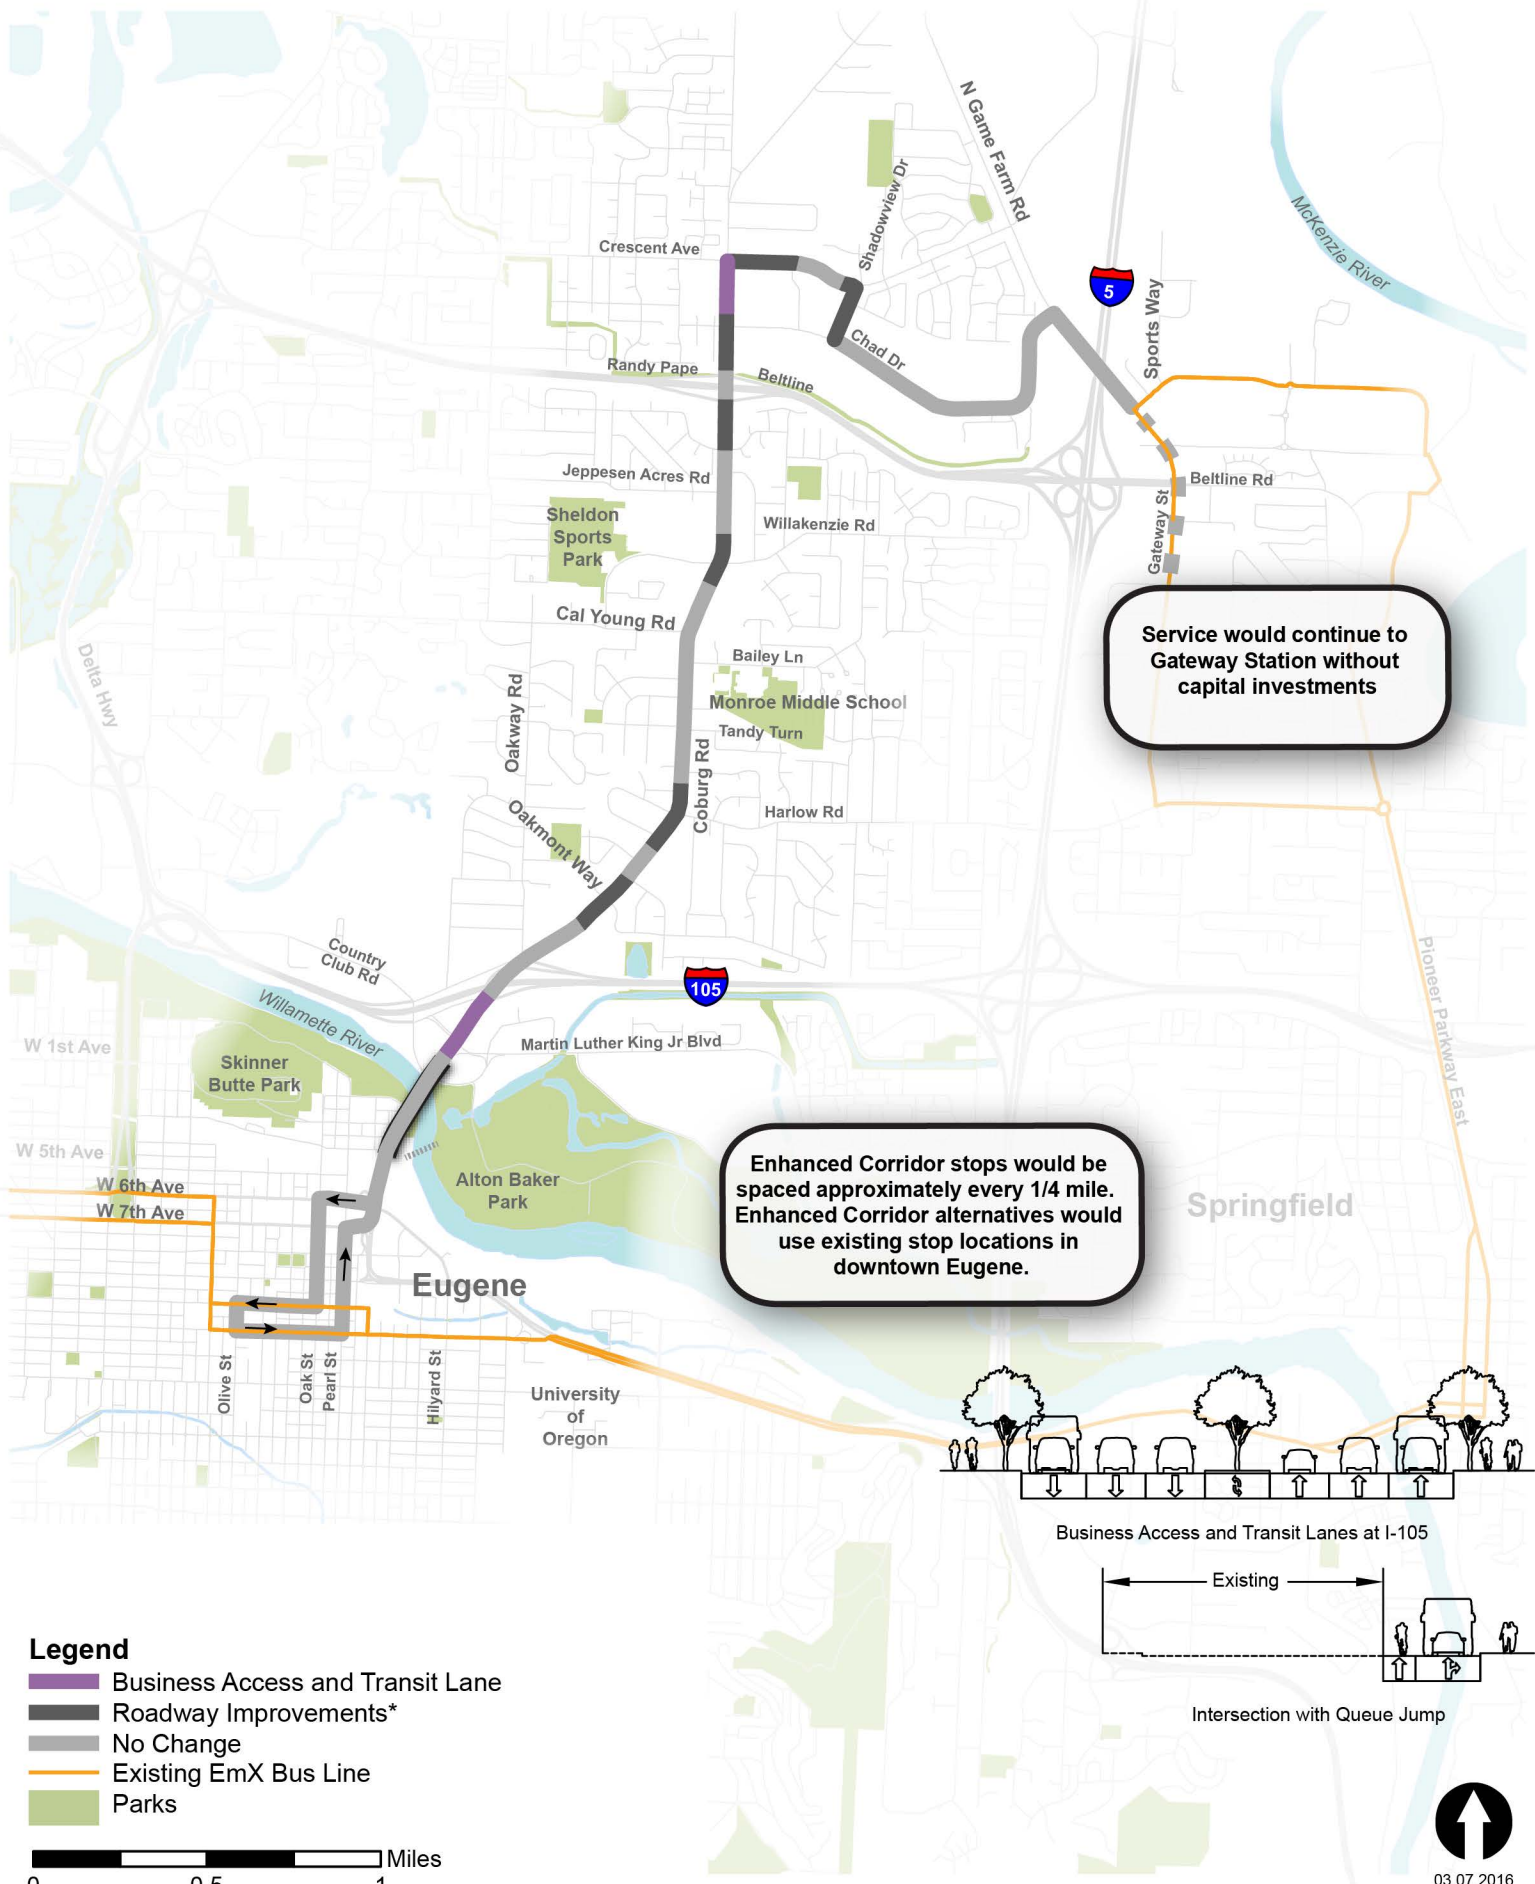 N Game Farm Rd
Shadowview Dr
McKenzie River
Crescent Ave
5
Sports Way
Chad Dr
Randy Pape
Beltline
Jeppesen Acres Rd
Beltline Rd
Sheldon
Sports
Park
Willakenzie Rd
Gateway St
Cal Young Rd
Service would continue to
Gateway Station without
capital investments
Delta Hwy
Bailey Ln
Oakway Rd
Monroe Middle School
Tandy Turn
Coburg Rd
Oakmont Way
Harlow Rd
Country
Club Rd
Pioneer Parkway East
105
Willamette River
W 1st Ave
Martin Luther King Jr Blvd
Skinner
Butte Park
W 5th Ave
Alton Baker
Park
Enhanced Corridor stops would be
spaced approximately every 1/4 mile.
Enhanced Corridor alternatives would
use existing stop locations in
downtown Eugene.
W 6th Ave
W 7th Ave
Springfield
Eugene
Olive St
Oak St
Pearl St
Hilyard St
University
of
Oregon
Business Access and Transit Lanes at I-105
Existing
Intersection with Queue Jump
Legend
Business Access and Transit Lane
Roadway Improvements*
No Change
Existing EmX Bus Line
Parks
Miles
0 0.5 1
03.07.2016